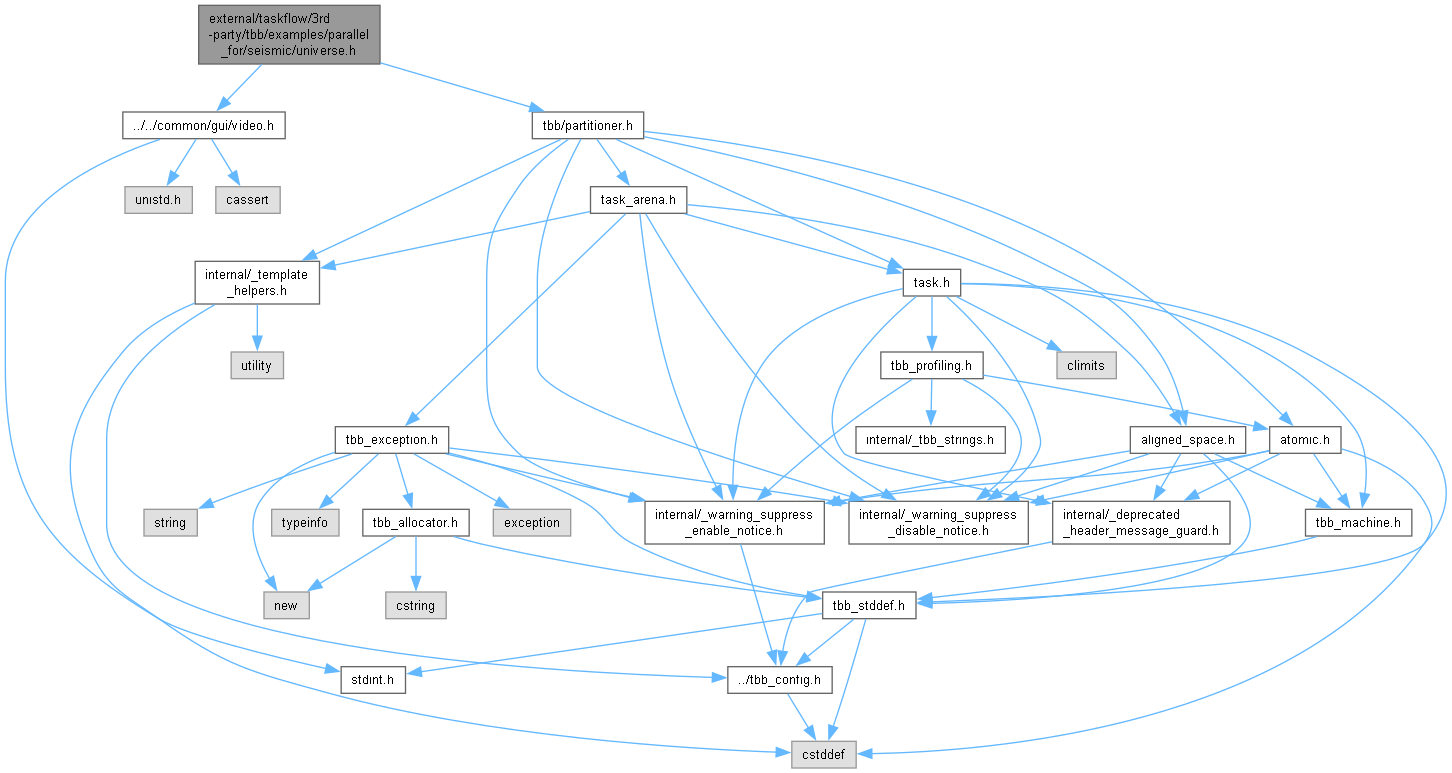 external/taskflow/3rd
-party/tbb/examples/parallel
_for/seismic/universe.h
../../common/gui/video.h
tbb/partitioner.h
unistd.h
cassert
task_arena.h
internal/_template
_helpers.h
task.h
utility
tbb_profiling.h
climits
tbb_exception.h
internal/_tbb_strings.h
aligned_space.h
atomic.h
string
typeinfo
tbb_allocator.h
exception
internal/_warning_suppress
_enable_notice.h
internal/_warning_suppress
_disable_notice.h
internal/_deprecated
_header_message_guard.h
tbb_machine.h
new
cstring
tbb_stddef.h
stdint.h
../tbb_config.h
cstddef